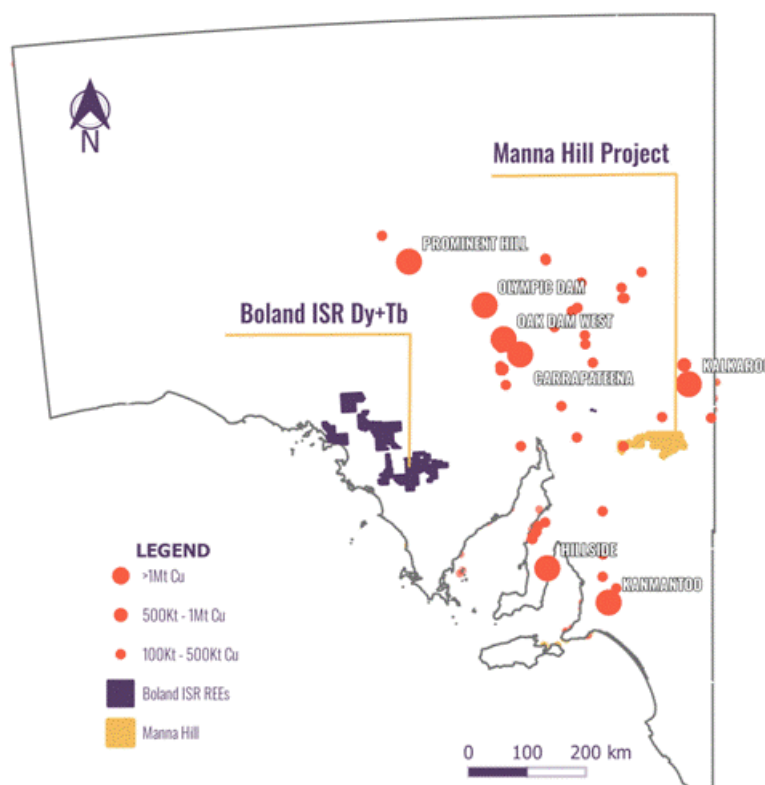 N
Manna Hill Project
PROMINENT HILL
OLYMPIC DAM
Boland ISR Dy+Tb
OAK DAM WEST
CARRAPATEENA
KALKAROO
HILLSIDE
KANMANTOO
LEGEND
>1Mt Cu
500Kt - 1Mt Cu
100Kt - 500Kt Cu
Boland ISR REEs
Manna Hill
0 100 200 km